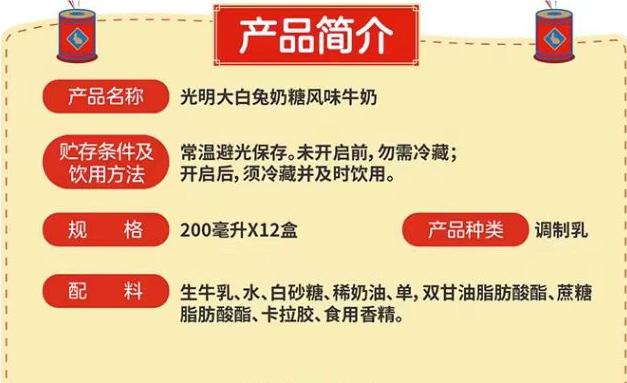 产品简介
产品名称 光明大白兔奶糖风味牛奶
贮存条件及 常温避光保存。未开启前,勿需冷藏;
饮用方法 开启后,须冷藏并及时饮用。
规 格 200毫升X12盒 产品种类 调制乳
配 料 生牛乳、水、白砂糖、稀奶油、单,双甘油脂肪酸酯、蔗糖
脂肪酸酯、卡拉胶、食用香精。